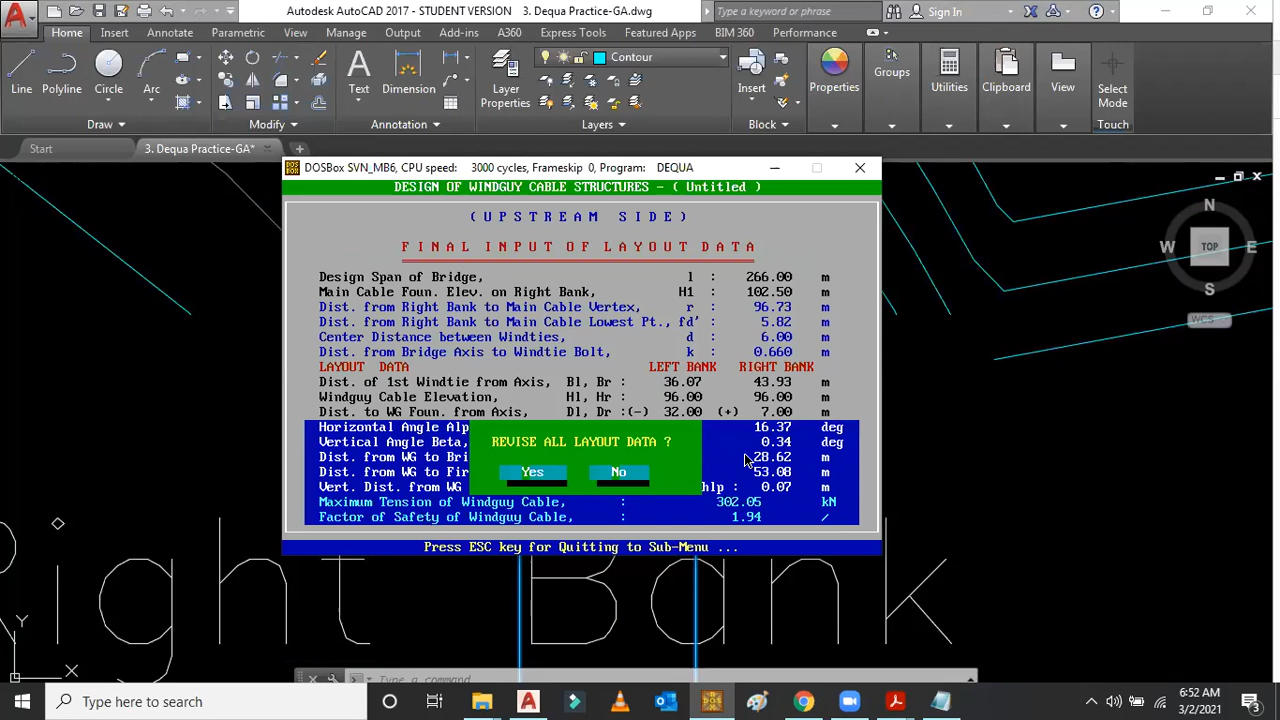 Autodesk AutoCAD 2017 - STUDENT VERSION 3. Dequa Practice-GA.dwg
Type a keyword or phrase
Sign In
Home Insert Annotate Parametric View Manage Output Add-ins A360 Express Tools Featured Apps BIM 360 Performance
Line Polyline Circle Arc
Text Dimension
Layer Properties
Contour
Insert
Properties
Groups
Utilities
Clipboard
View
Select Mode
Draw Modify Annotation Layers Block Touch
Start 3. Dequa Practice-GA*
DOSBox SVN_MB6, CPU speed: 3000 cycles, Frameskip 0, Program: DEQUA
DESIGN OF WINDGUY CABLE STRUCTURES - ( Untitled )
( U P S T R E A M S I D E )
F I N A L I N P U T O F L A Y O U T D A T A
Design Span of Bridge, l : 266.00 m
Main Cable Foun. Elev. on Right Bank, H1 : 102.50 m
Dist. from Right Bank to Main Cable Vertex, r : 96.73 m
Dist. from Right Bank to Main Cable Lowest Pt., fd' : 5.82 m
Center Distance between Windties, d : 6.00 m
Dist. from Bridge Axis to Windtie Bolt, k : 0.660 m
LAYOUT DATA LEFT BANK RIGHT BANK
Dist. of 1st Windtie from Axis, Bl, Br : 36.07 43.93 m
Windguy Cable Elevation, Hl, Hr : 96.00 96.00 m
Dist. to WG Foun. from Axis, Dl, Dr :(-) 32.00 (+) 7.00 m
Horizontal Angle Alp 16.37 deg
Vertical Angle Beta, 0.34 deg
Dist. from WG to Bri 28.62 m
Dist. from WG to Fir 53.08 m
Vert. Dist. from WG hlp : 0.07 m
Maximum Tension of Windguy Cable, : 302.05 kN
Factor of Safety of Windguy Cable, : 1.94 /
REVISE ALL LAYOUT DATA ?
Yes No
Press ESC key for Quitting to Sub-Menu ...
N
W TOP E
S
WCS
Right Bank
Y
X
Type a command
Type here to search
6:52 AM
3/2/2021
3